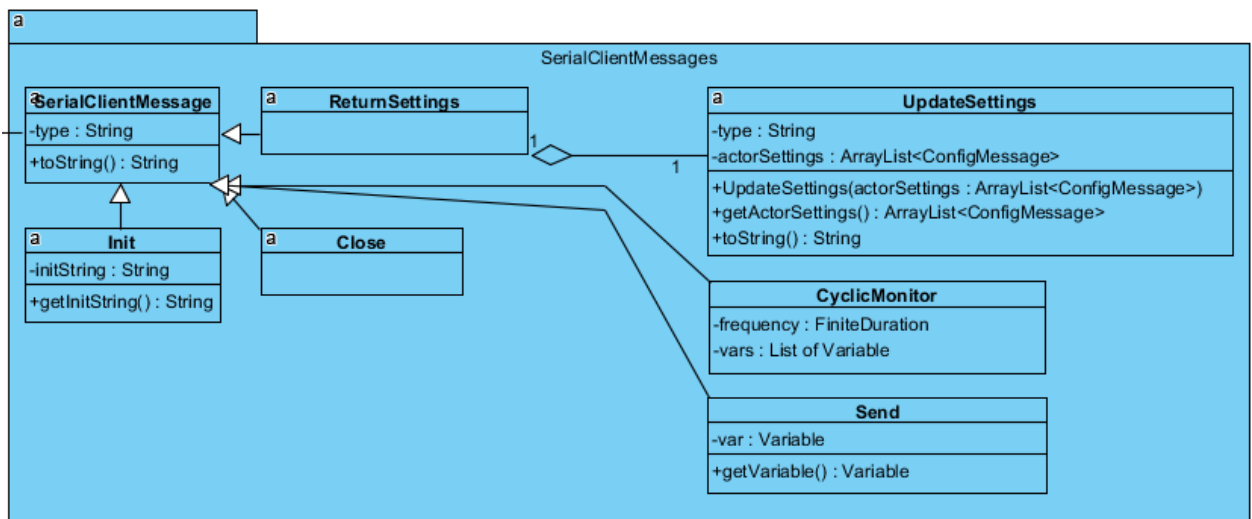 a
SerialClientMessages
a
SerialClientMessage
-type : String
+toString() : String
a
ReturnSettings
1
1
a
UpdateSettings
-type : String
-actorSettings : ArrayList<ConfigMessage>
+UpdateSettings(actorSettings : ArrayList<ConfigMessage>)
+getActorSettings() : ArrayList<ConfigMessage>
+toString() : String
a
Init
-initString : String
+getInitString() : String
a
Close
CyclicMonitor
-frequency : FiniteDuration
-vars : List of Variable
Send
-var : Variable
+getVariable() : Variable